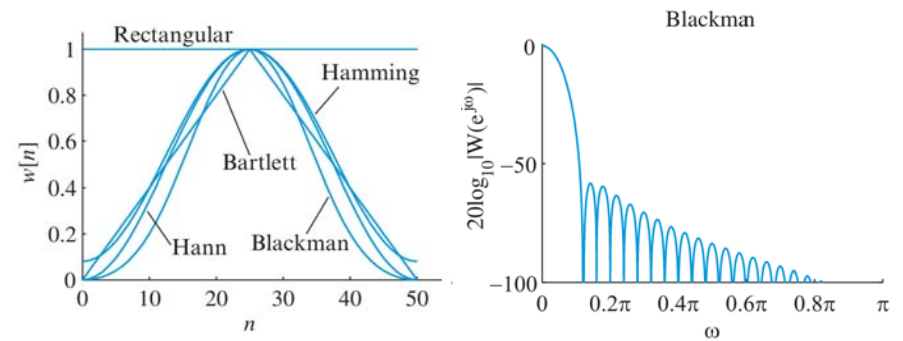 Rectangular
Hamming
Bartlett
Hann
Blackman
w[n]
1
0.8
0.6
0.4
0.2
0
0 10 20 30 40 50
n
Blackman
20log10|W(e^jω)|
0
−50
−100
0 0.2π 0.4π 0.6π 0.8π π
ω